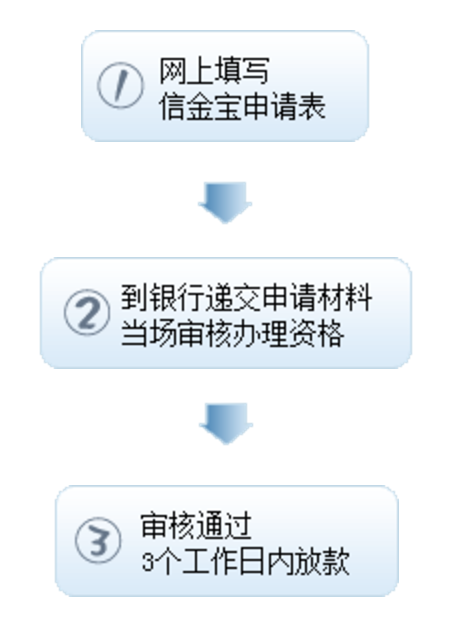 1 网上填写
信金宝申请表
2 到银行递交申请材料
当场审核办理资格
3 审核通过
3个工作日内放款